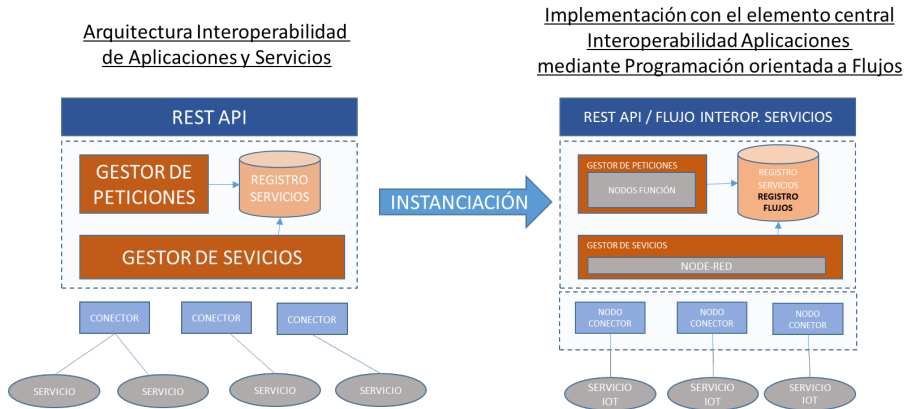 Arquitectura Interoperabilidad
de Aplicaciones y Servicios
REST API
GESTOR DE
PETICIONES
REGISTRO
SERVICIOS
GESTOR DE SEVICIOS
CONECTOR
CONECTOR
CONECTOR
SERVICIO
SERVICIO
SERVICIO
SERVICIO
INSTANCIACIÓN
Implementación con el elemento central
Interoperabilidad Aplicaciones
mediante Programación orientada a Flujos
REST API / FLUJO INTEROP. SERVICIOS
GESTOR DE PETICIONES
NODOS FUNCIÓN
REGISTRO
SERVICIOS
REGISTRO
FLUJOS
GESTOR DE SEVICIOS
NODE-RED
NODO
CONECTOR
NODO
CONECTOR
NODO
CONETOR
SERVICIO
IOT
SERVICIO
IOT
SERVICIO
IOT